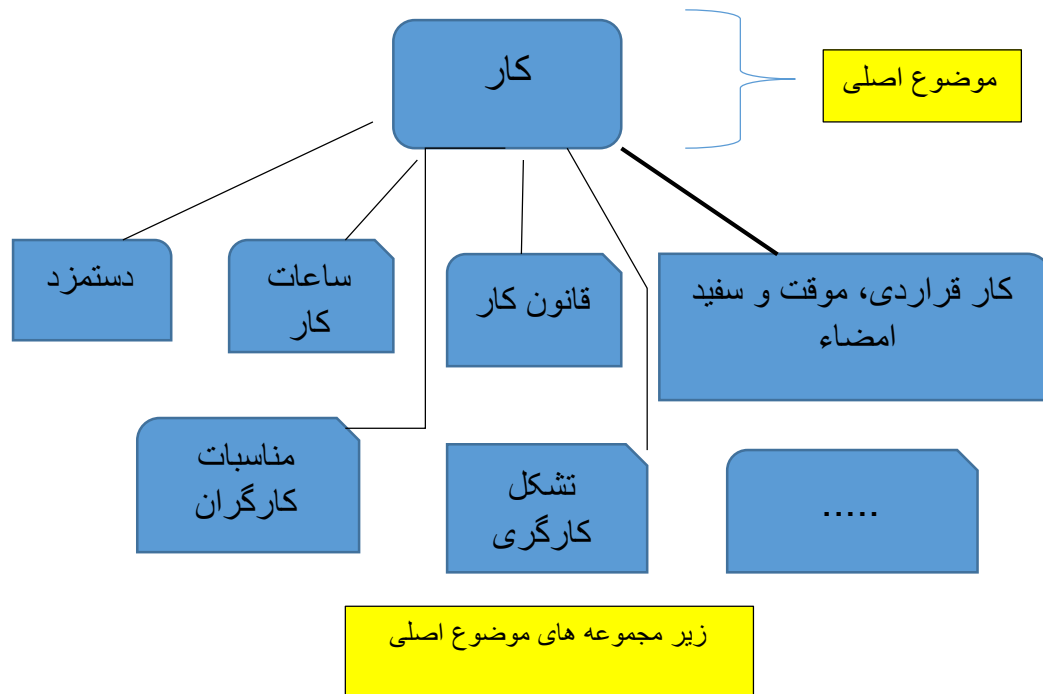 کار
موضوع اصلی
کار قراردی، موقت و سفید
امضاء
قانون کار
ساعات
کار
دستمزد
.....
تشکل
کارگری
مناسبات
کارگران
زیر مجموعه های موضوع اصلی